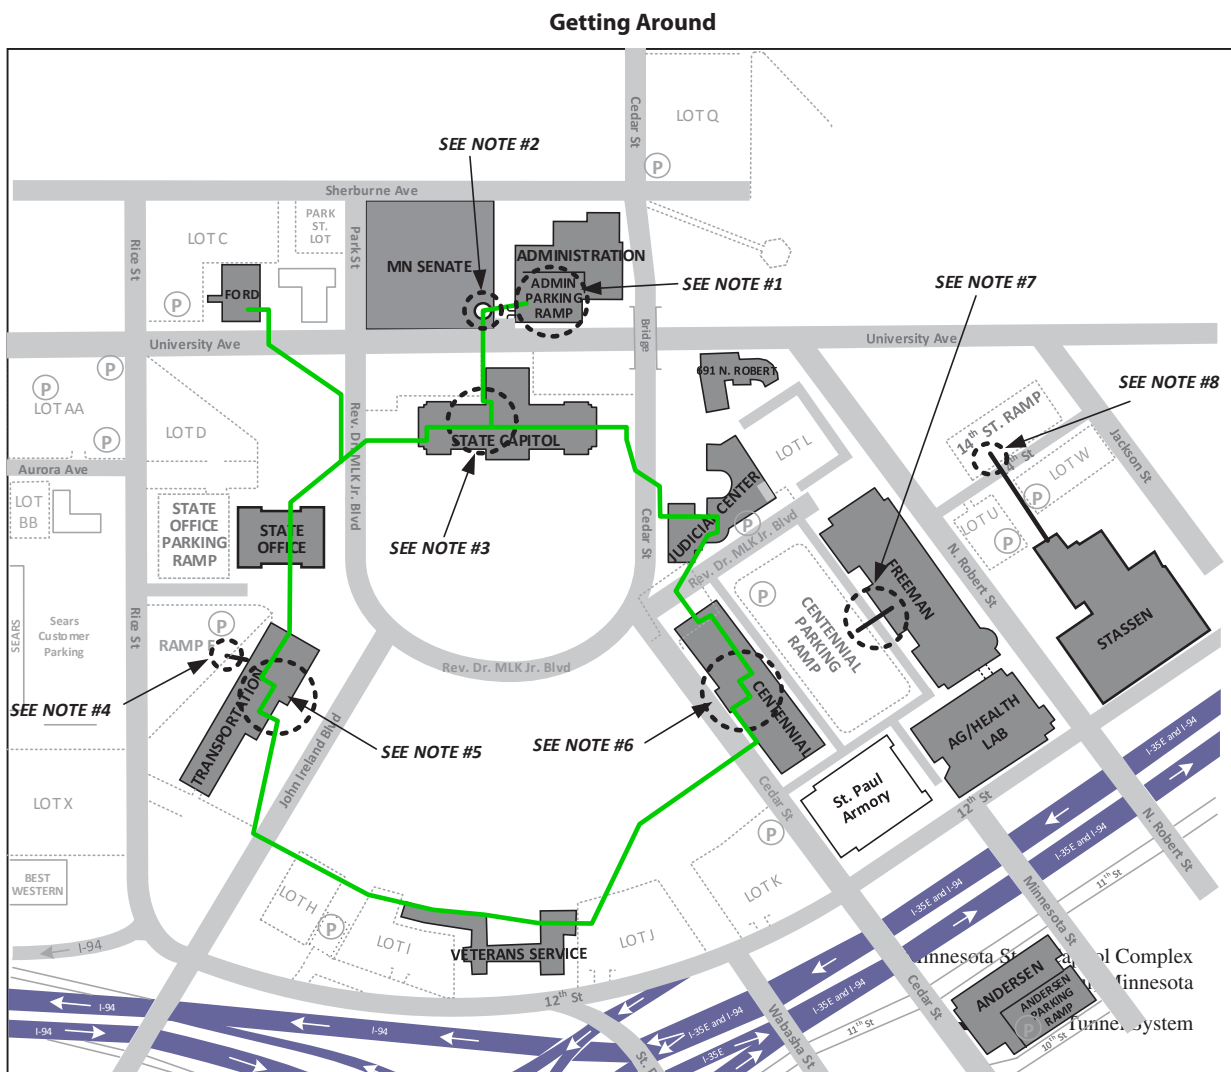 Getting Around
Cedar St
LOT Q
P
SEE NOTE #2
Sherburne Ave
PARK
ST.
LOT
LOT C
Rice St
Park St
MN SENATE
ADMINISTRATION
ADMIN
PARKING
RAMP
SEE NOTE #1
SEE NOTE #7
FORD
P
University Ave
Bridge
University Ave
P
P
LOT AA
691 N. ROBERT
SEE NOTE #8
14th ST. RAMP
LOT D
P
Rev. Dr. MLK Jr. Blvd
STATE CAPITOL
LOT L
LOT W
Jackson St
Aurora Ave
LOT
BB
STATE
OFFICE
PARKING
RAMP
STATE
OFFICE
SEE NOTE #3
Cedar St
JUDICIAL CENTER
P
Rev. Dr. MLK Jr. Blvd
P
LOT U
P
N. Robert St
FREEMAN
STASSEN
P
CENTENNIAL
PARKING
RAMP
SEARS
Sears
Customer
Parking
Rice St
P
RAMP F
Rev. Dr. MLK Jr. Blvd
TRANSPORTATION
SEE NOTE #4
SEE NOTE #5
SEE NOTE #6
CENTENNIAL
AG/HEALTH
LAB
John Ireland Blvd
I-35E and I-94
I-35E and I-94
LOT X
St. Paul
Armory
12th St
Cedar St
P
N. Robert St
BEST
WESTERN
LOT H
P
LOT I
VETERANS SERVICE
LOT J
LOT K
I-35E and I-94
I-35E and I-94
11th St
Minnesota St
I-94
12th St
Capitol Complex
Minnesota
Tunnel System
ANDERSEN
ANDERSEN
PARKING
RAMP
P
Cedar St
Wabasha St
11th St
10th St
I-94
I-94
I-94
I-35E and I-94
I-35E and I-94
I-35E